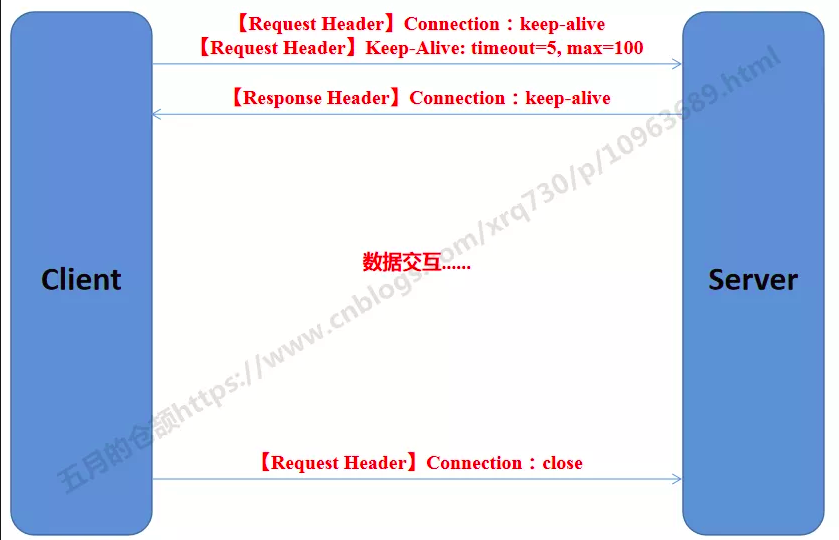 【Request Header】Connection：keep-alive
【Request Header】Keep-Alive: timeout=5, max=100
【Response Header】Connection：keep-alive
数据交互......
Client
Server
【Request Header】Connection：close
五月的仓颉https://www.cnblogs.com/xrq730/p/10963689.html